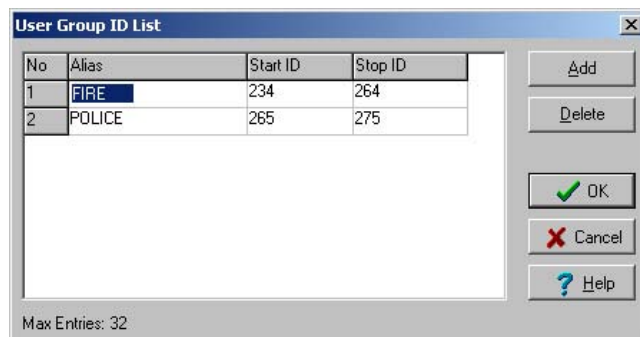 User Group ID List
No Alias Start ID Stop ID
1 FIRE 234 264
2 POLICE 265 275
Add
Delete
OK
Cancel
Help
Max Entries: 32